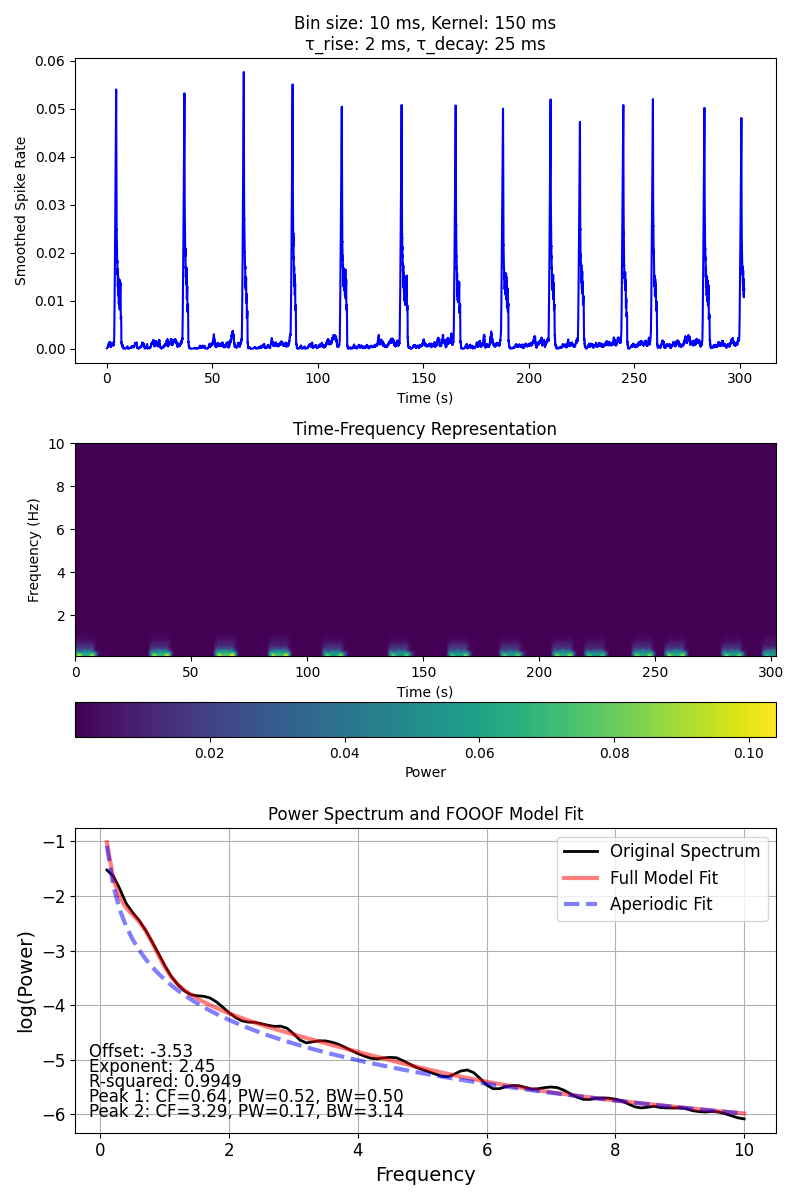 Bin size: 10 ms, Kernel: 150 ms
τ_rise: 2 ms, τ_decay: 25 ms
0.06
0.05
0.04
0.03
0.02
0.01
0.00
Smoothed Spike Rate
0 50 100 150 200 250 300
Time (s)
Time-Frequency Representation
10
8
6
4
2
Frequency (Hz)
0 50 100 150 200 250 300
Time (s)
0.02 0.04 0.06 0.08 0.10
Power
Power Spectrum and FOOOF Model Fit
−1
−2
−3
−4
−5
−6
log(Power)
Original Spectrum
Full Model Fit
Aperiodic Fit
Offset: -3.53
Exponent: 2.45
R-squared: 0.9949
Peak 1: CF=0.64, PW=0.52, BW=0.50
Peak 2: CF=3.29, PW=0.17, BW=3.14
0 2 4 6 8 10
Frequency